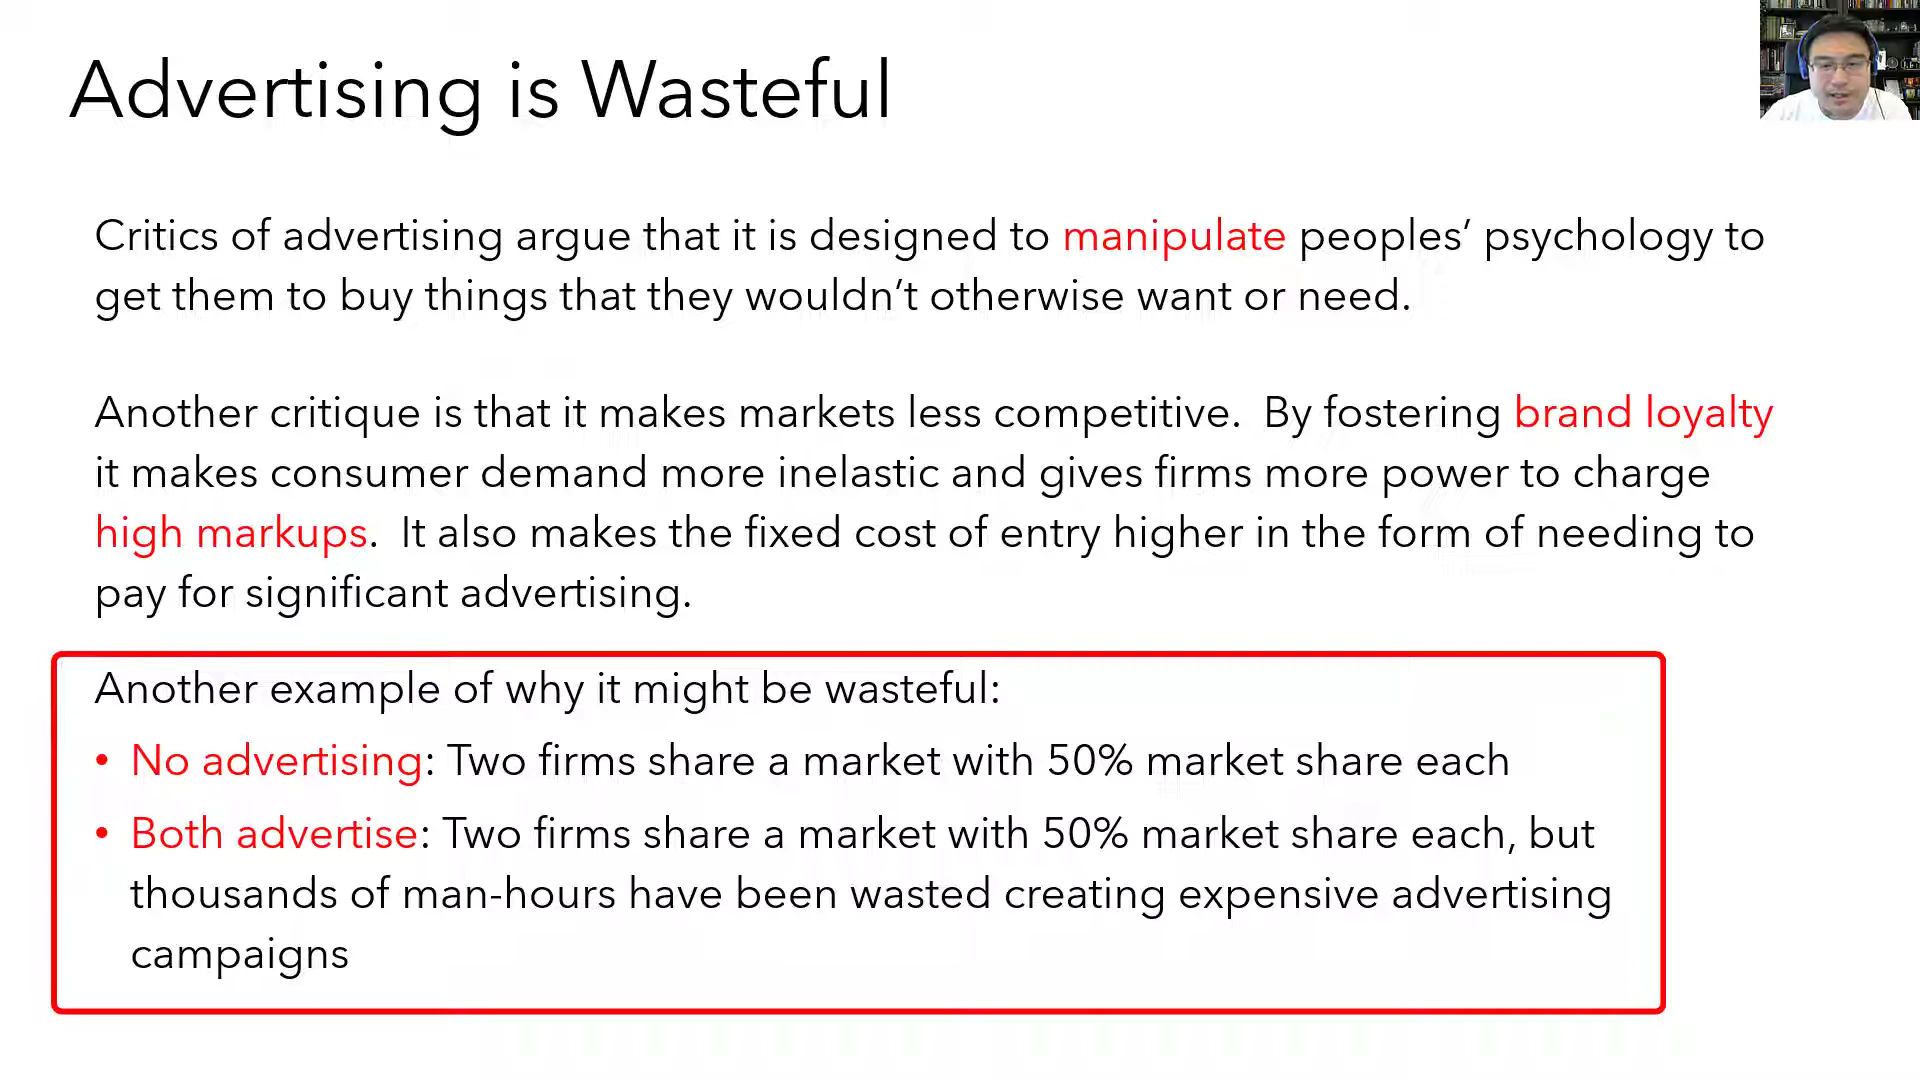 Advertising is Wasteful
Critics of advertising argue that it is designed to manipulate peoples’ psychology to
get them to buy things that they wouldn’t otherwise want or need.
Another critique is that it makes markets less competitive.  By fostering brand loyalty
it makes consumer demand more inelastic and gives firms more power to charge
high markups.  It also makes the fixed cost of entry higher in the form of needing to
pay for significant advertising.
Another example of why it might be wasteful:
• No advertising: Two firms share a market with 50% market share each
• Both advertise: Two firms share a market with 50% market share each, but
thousands of man-hours have been wasted creating expensive advertising
campaigns